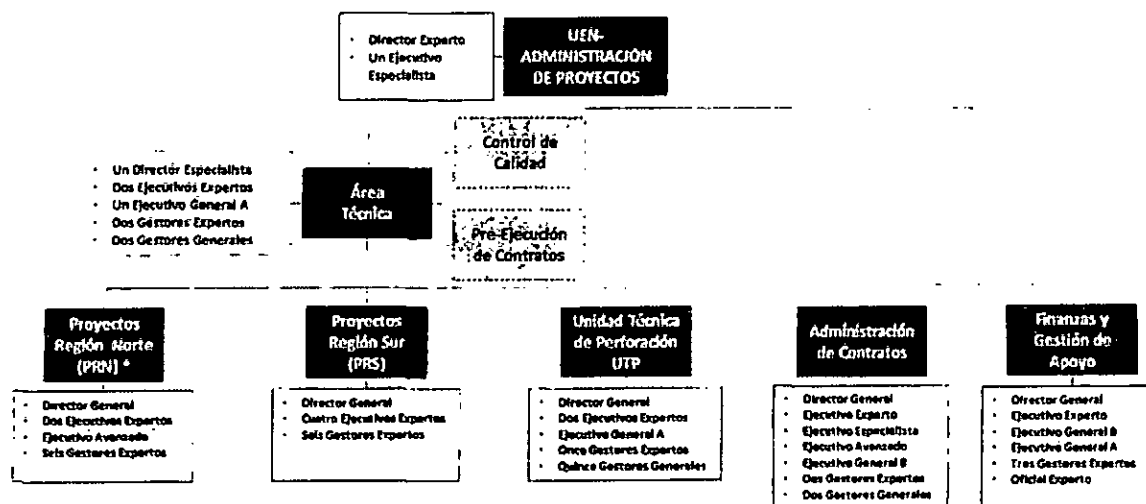 • Director Experto
• Un Ejecutivo
Especialista
UEN-
ADMINISTRACIÓN
DE PROYECTOS
Control de
Calidad
• Un Director Especialista
• Dos Ejecutivos Expertos
• Un Ejecutivo General A
• Dos Gestores Expertos
• Dos Gestores Generales
Área
Técnica
Pre-Ejecución
de Contratos
Proyectos
Región Norte
(PRN) *
• Director General
• Dos Ejecutivos Expertos
• Ejecutivo Avanzado
• Seis Gestores Expertos
Proyectos
Región Sur
(PRS)
• Director General
• Cuatro Ejecutivos Expertos
• Seis Gestores Expertos
Unidad Técnica
de Perforación
UTP
• Director General
• Dos Ejecutivos Expertos
• Ejecutivo General A
• Once Gestores Expertos
• Quince Gestores Generales
Administración
de Contratos
• Director General
• Ejecutivo Experto
• Ejecutivo Especialista
• Ejecutivo Avanzado
• Ejecutivo General B
• Dos Gestores Expertos
• Dos Gestores Generales
Finanzas y
Gestión de
Apoyo
• Director General
• Ejecutivo Experto
• Ejecutivo General B
• Ejecutivo General A
• Tres Gestores Expertos
• Oficial Experto